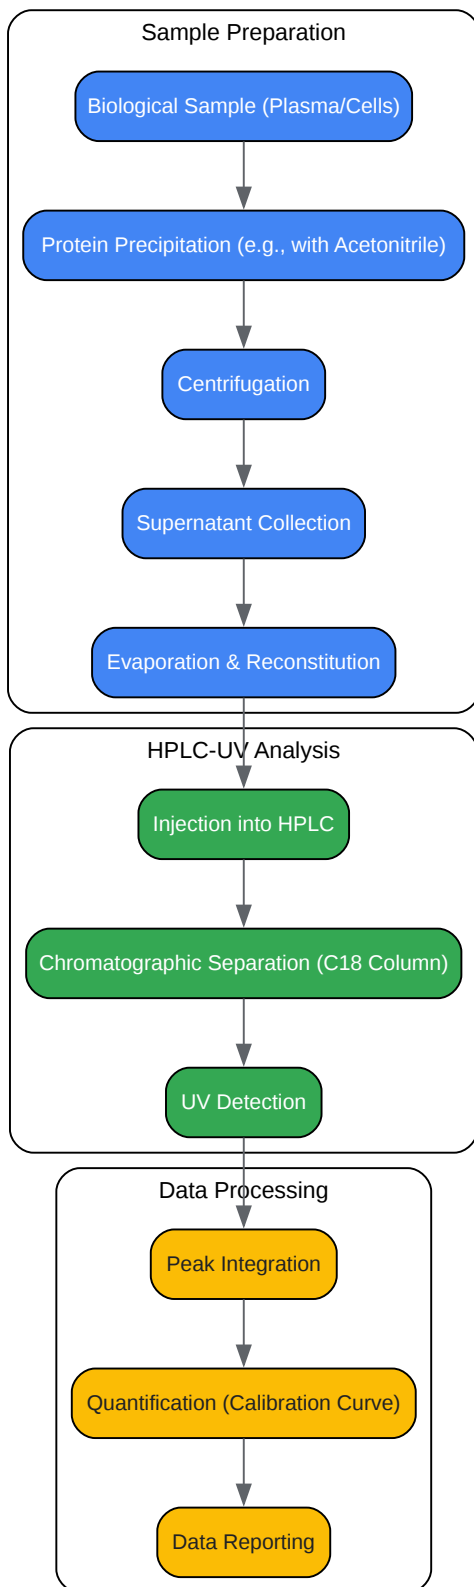 Sample Preparation
Biological Sample (Plasma/Cells)
Protein Precipitation (e.g., with Acetonitrile)
Centrifugation
Supernatant Collection
Evaporation & Reconstitution
HPLC-UV Analysis
Injection into HPLC
Chromatographic Separation (C18 Column)
UV Detection
Data Processing
Peak Integration
Quantification (Calibration Curve)
Data Reporting